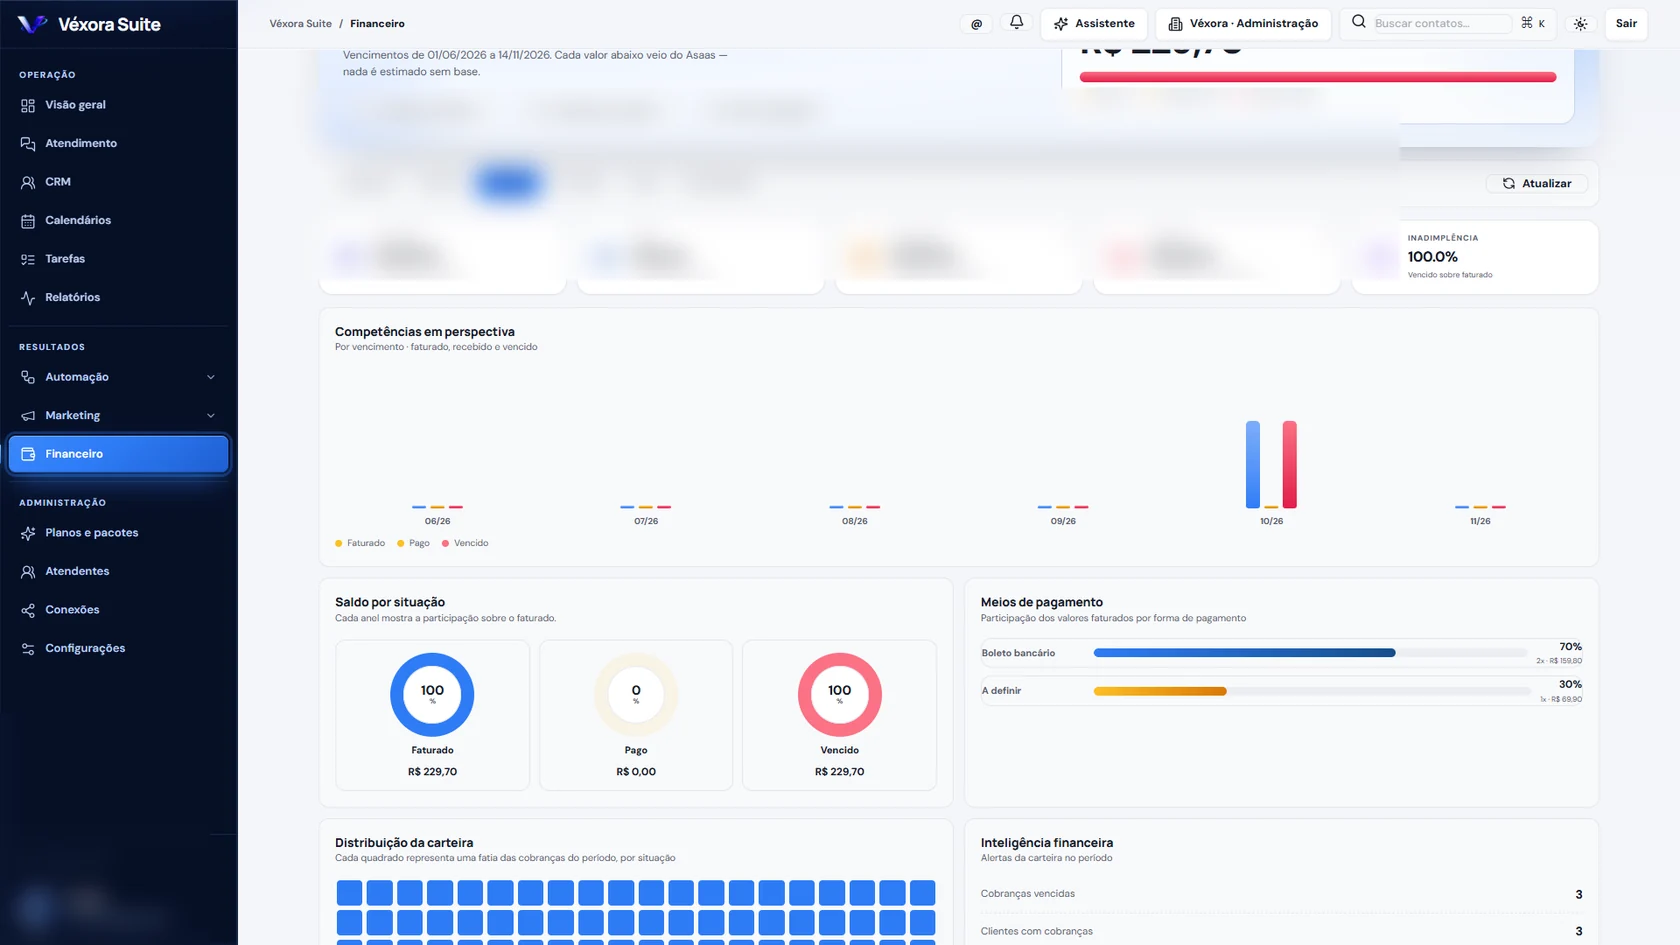 Véxora Suite
Véxora Suite / Financeiro
@
Assistente
Véxora · Administração
Buscar contatos...
⌘ K
Sair
OPERAÇÃO
Visão geral
Atendimento
CRM
Calendários
Tarefas
Relatórios
RESULTADOS
Automação
Marketing
Financeiro
ADMINISTRAÇÃO
Planos e pacotes
Atendentes
Conexões
Configurações
Vencimentos de 01/06/2026 a 14/11/2026. Cada valor abaixo veio do Asaas —
nada é estimado sem base.
Atualizar
INADIMPLÊNCIA
100.0%
Vencido sobre faturado
Competências em perspectiva
Por vencimento · faturado, recebido e vencido
06/26
07/26
08/26
09/26
10/26
11/26
Faturado
Pago
Vencido
Saldo por situação
Cada anel mostra a participação sobre o faturado.
100
%
Faturado
R$ 229,70
0
%
Pago
R$ 0,00
100
%
Vencido
R$ 229,70
Meios de pagamento
Participação dos valores faturados por forma de pagamento
Boleto bancário
70%
2x · R$ 159,80
A definir
30%
1x · R$ 69,90
Distribuição da carteira
Cada quadrado representa uma fatia das cobranças do período, por situação
Inteligência financeira
Alertas da carteira no período
Cobranças vencidas
3
Clientes com cobranças
3